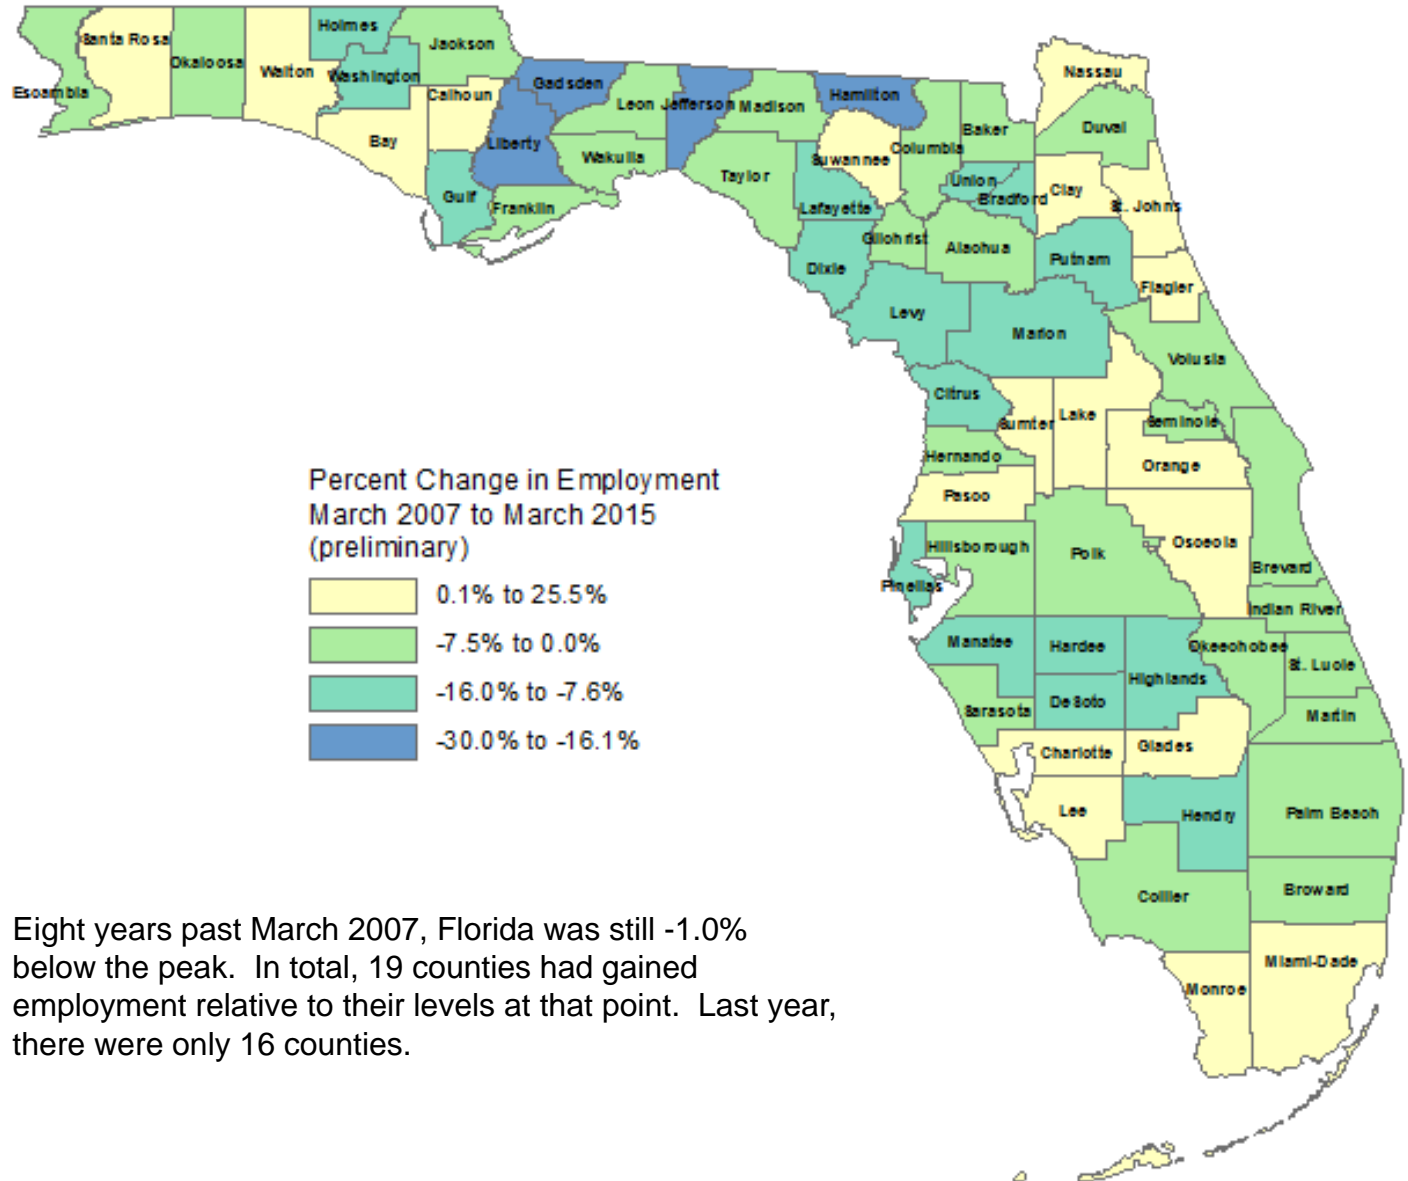 Holmes
Santa Rosa
Jackson
Okaloosa
Walton
Washington
Nassau
Escambia
Calhoun
Gadsden
Leon
Jefferson
Madison
Hamilton
Bay
Liberty
Baker
Duval
Wakulla
Suwannee
Columbia
Taylor
Union
Bradford
Clay
Gulf
Franklin
Lafayette
St. Johns
Gilchrist
Alachua
Dixie
Putnam
Flagler
Levy
Marion
Volusia
Citrus
Sumter
Lake
Seminole
Hernando
Orange
Percent Change in Employment
March 2007 to March 2015
(preliminary)
0.1% to 25.5%
-7.5% to 0.0%
-16.0% to -7.6%
-30.0% to -16.1%
Pasco
Hillsborough
Polk
Osceola
Brevard
Pinellas
Indian River
Manatee
Hardee
Okeechobee
St. Lucie
Highlands
Sarasota
DeSoto
Martin
Charlotte
Glades
Lee
Hendry
Palm Beach
Collier
Broward
Miami-Dade
Monroe
Eight years past March 2007, Florida was still -1.0%
below the peak.  In total, 19 counties had gained
employment relative to their levels at that point.  Last year,
there were only 16 counties.